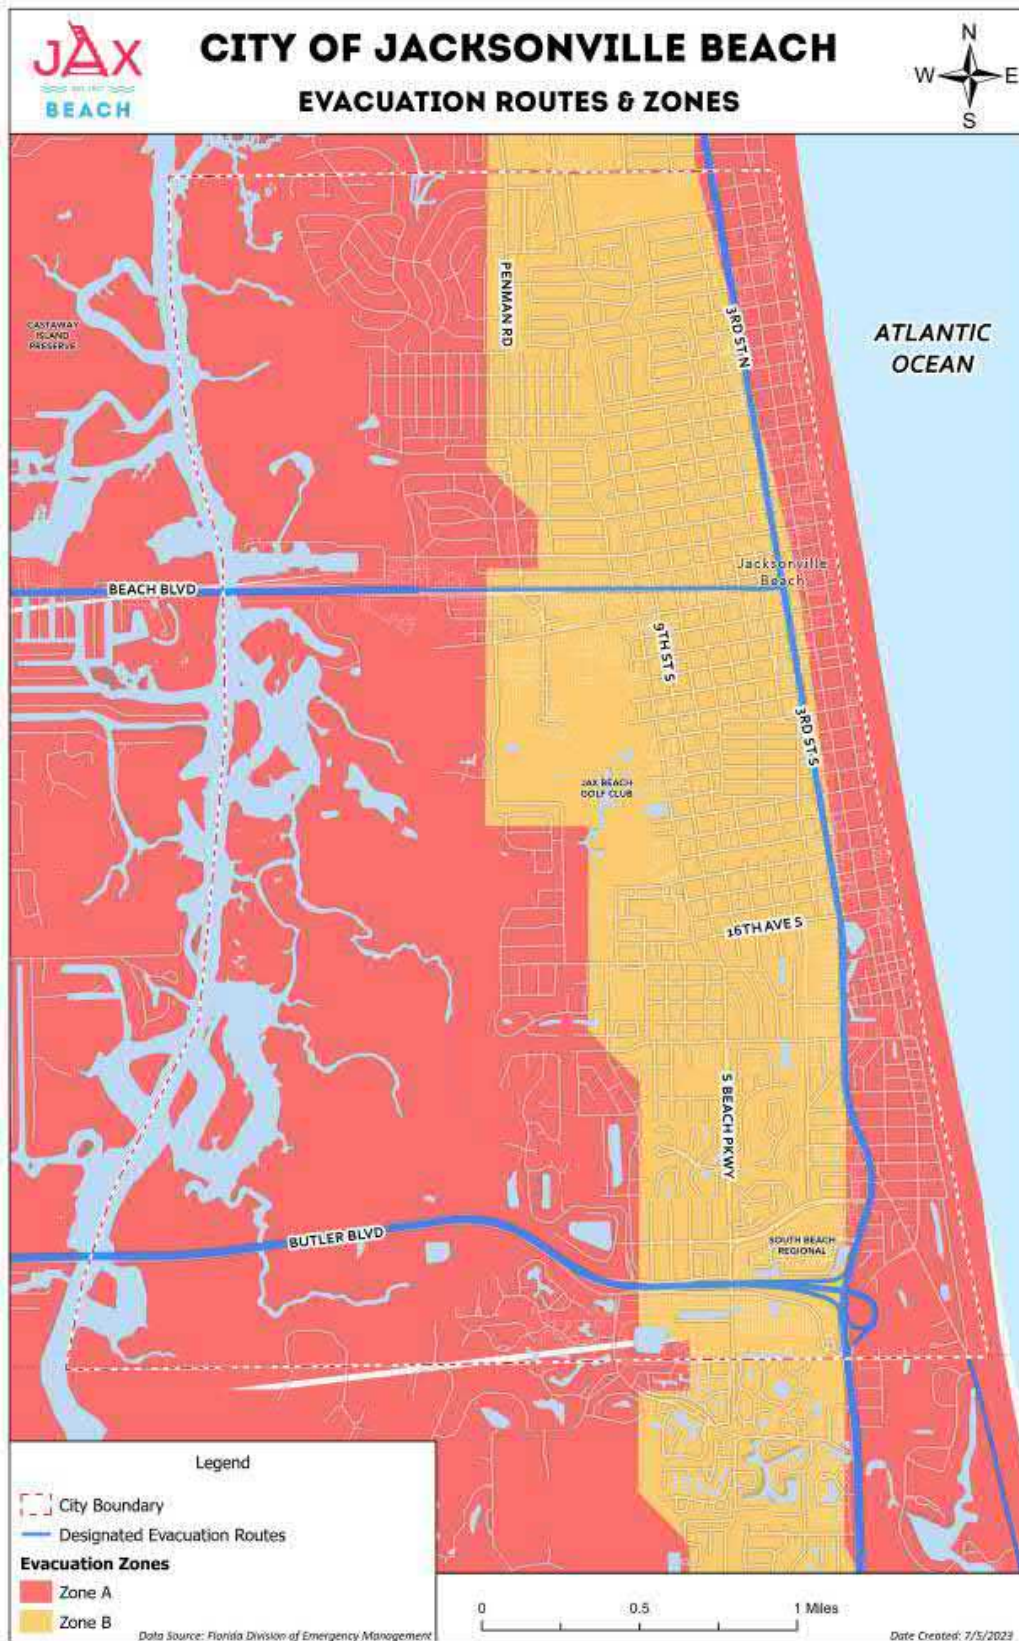 JAX
BEACH
CITY OF JACKSONVILLE BEACH
EVACUATION ROUTES & ZONES
N
W
E
S
PENMAN RD
3RD ST N
CASTAWAY
ISLAND
PRESERVE
ATLANTIC
OCEAN
Jacksonville
Beach
BEACH BLVD
9TH ST S
3RD ST S
JAX BEACH
GOLF CLUB
16TH AVE S
S BEACH PKWY
BUTLER BLVD
SOUTH BEACH
REGIONAL
Legend
City Boundary
Designated Evacuation Routes
Evacuation Zones
Zone A
Zone B
Data Source: Florida Division of Emergency Management
0
0.5
1 Miles
Date Created: 7/5/2023